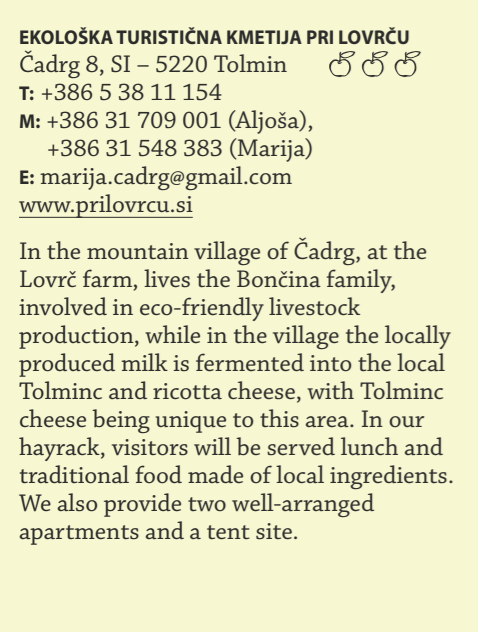 EKOLOŠKA TURISTIČNA KMETIJA PRI LOVRČU
Čadrg 8, SI – 5220 Tolmin
T: +386 5 38 11 154
M: +386 31 709 001 (Aljoša),
+386 31 548 383 (Marija)
E: marija.cadrg@gmail.com
www.prilovrcu.si
In the mountain village of Čadrg, at the
Lovrč farm, lives the Bončina family,
involved in eco-friendly livestock
production, while in the village the locally
produced milk is fermented into the local
Tolminc and ricotta cheese, with Tolminc
cheese being unique to this area. In our
hayrack, visitors will be served lunch and
traditional food made of local ingredients.
We also provide two well-arranged
apartments and a tent site.